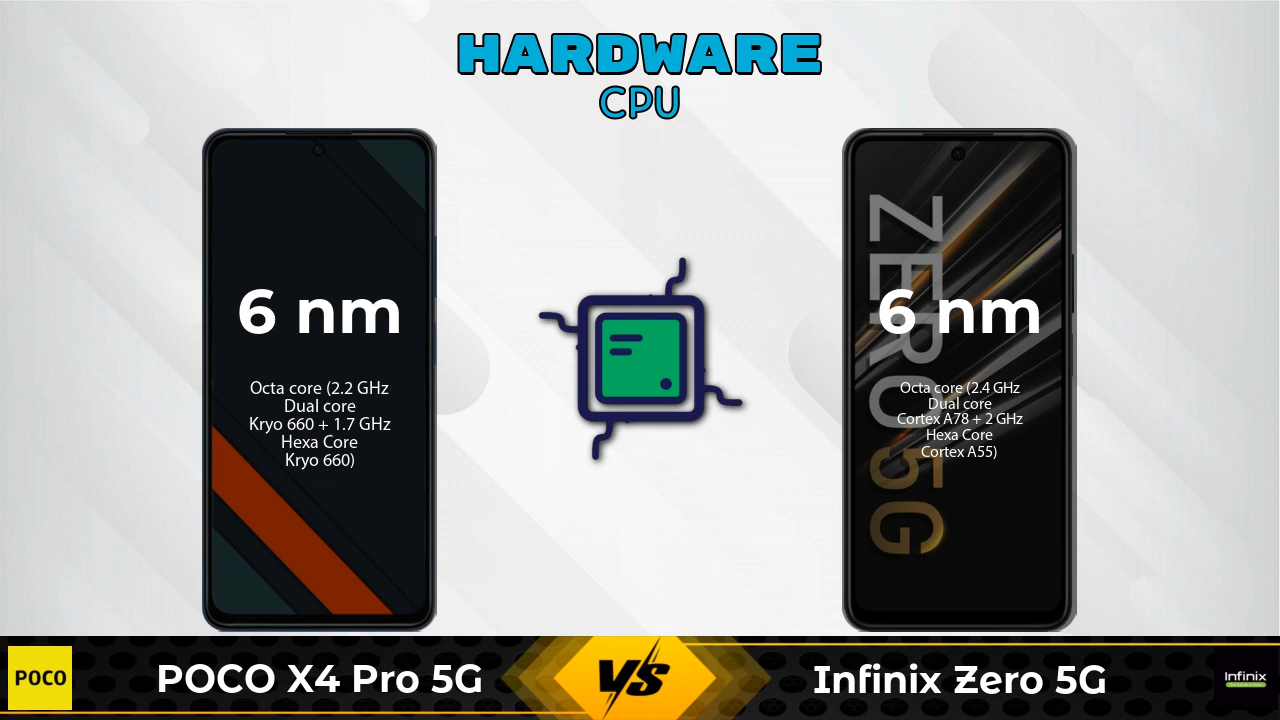 HARDWARE
CPU
6 nm
Octa core (2.2 GHz
Dual core
Kryo 660 + 1.7 GHz
Hexa Core
Kryo 660)
ZERO 5G
6 nm
Octa core (2.4 GHz
Dual core
Cortex A78 + 2 GHz
Hexa Core
Cortex A55)
POCO
POCO X4 Pro 5G
VS
Infinix Zero 5G
Infinix